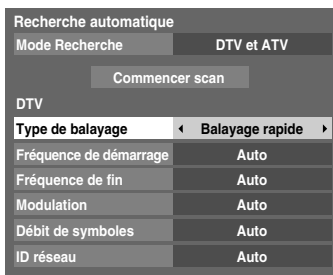 Recherche automatique
Mode Recherche DTV et ATV
Commencer scan
DTV
Type de balayage Balayage rapide
Fréquence de démarrage Auto
Fréquence de fin Auto
Modulation Auto
Débit de symboles Auto
ID réseau Auto